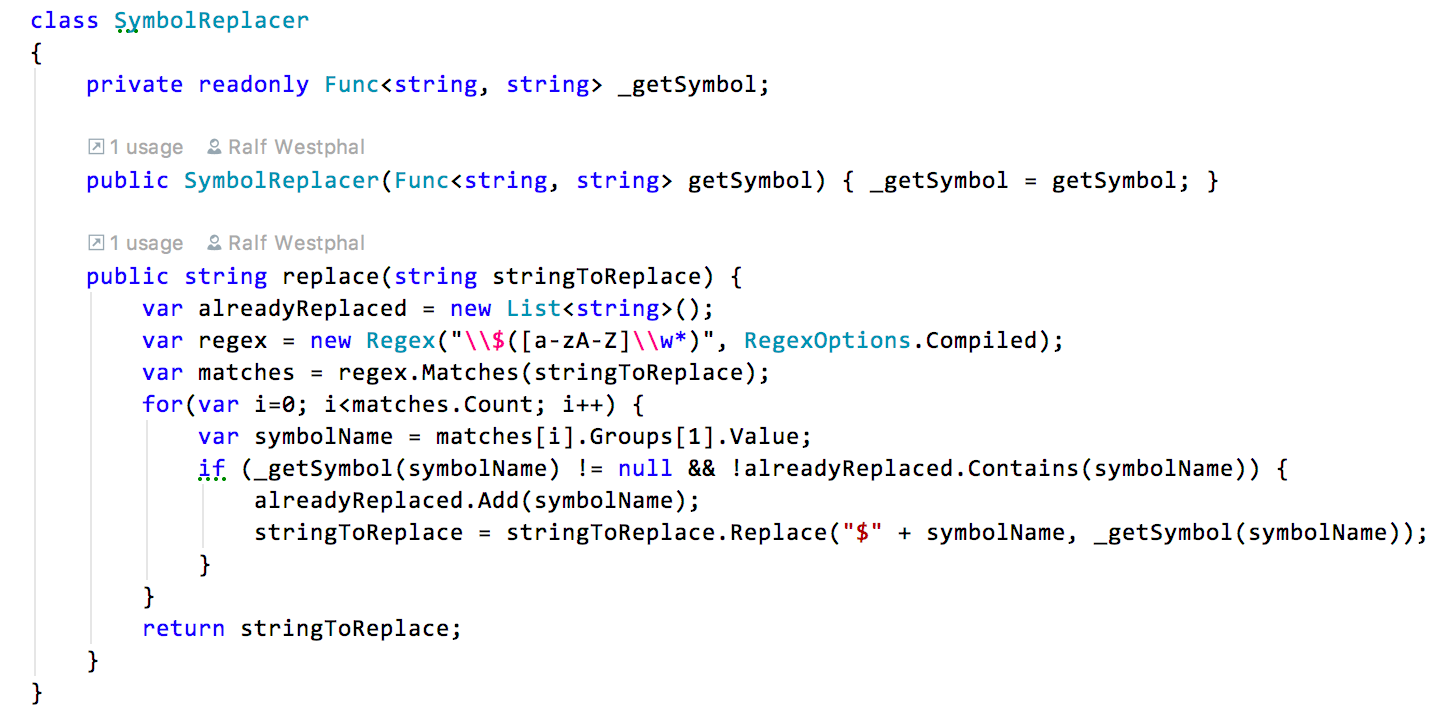 class SymbolReplacer
{
    private readonly Func<string, string> _getSymbol;
    1 usage Ralf Westphal
    public SymbolReplacer(Func<string, string> getSymbol) { _getSymbol = getSymbol; }
    1 usage Ralf Westphal
    public string replace(string stringToReplace) {
        var alreadyReplaced = new List<string>();
        var regex = new Regex("\\$([a-zA-Z]\\w*)", RegexOptions.Compiled);
        var matches = regex.Matches(stringToReplace);
        for(var i=0; i<matches.Count; i++) {
            var symbolName = matches[i].Groups[1].Value;
            if (_getSymbol(symbolName) != null && !alreadyReplaced.Contains(symbolName)) {
                alreadyReplaced.Add(symbolName);
                stringToReplace = stringToReplace.Replace("$" + symbolName, _getSymbol(symbolName));
            }
        }
        return stringToReplace;
    }
}